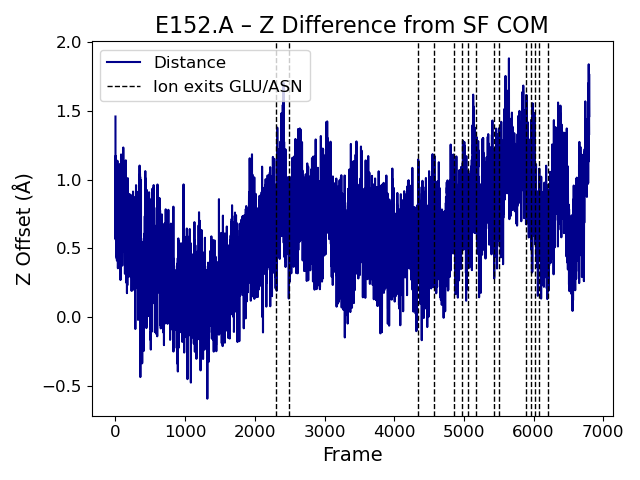 E152.A – Z Difference from SF COM
Distance
Ion exits GLU/ASN
Z Offset (Å)
2.0
1.5
1.0
0.5
0.0
−0.5
0 1000 2000 3000 4000 5000 6000 7000
Frame